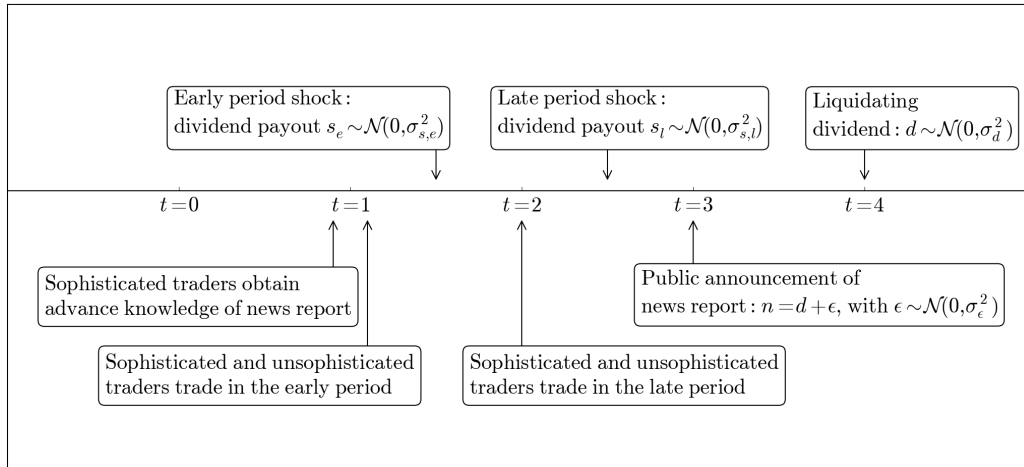 Early period shock:
dividend payout s_e ~ N(0,σ²_{s,e})
Late period shock:
dividend payout s_l ~ N(0,σ²_{s,l})
Liquidating
dividend: d ~ N(0,σ²_d)
t=0
t=1
t=2
t=3
t=4
Sophisticated traders obtain
advance knowledge of news report
Public announcement of
news report: n=d+ϵ, with ϵ ~ N(0,σ²_ϵ)
Sophisticated and unsophisticated
traders trade in the early period
Sophisticated and unsophisticated
traders trade in the late period